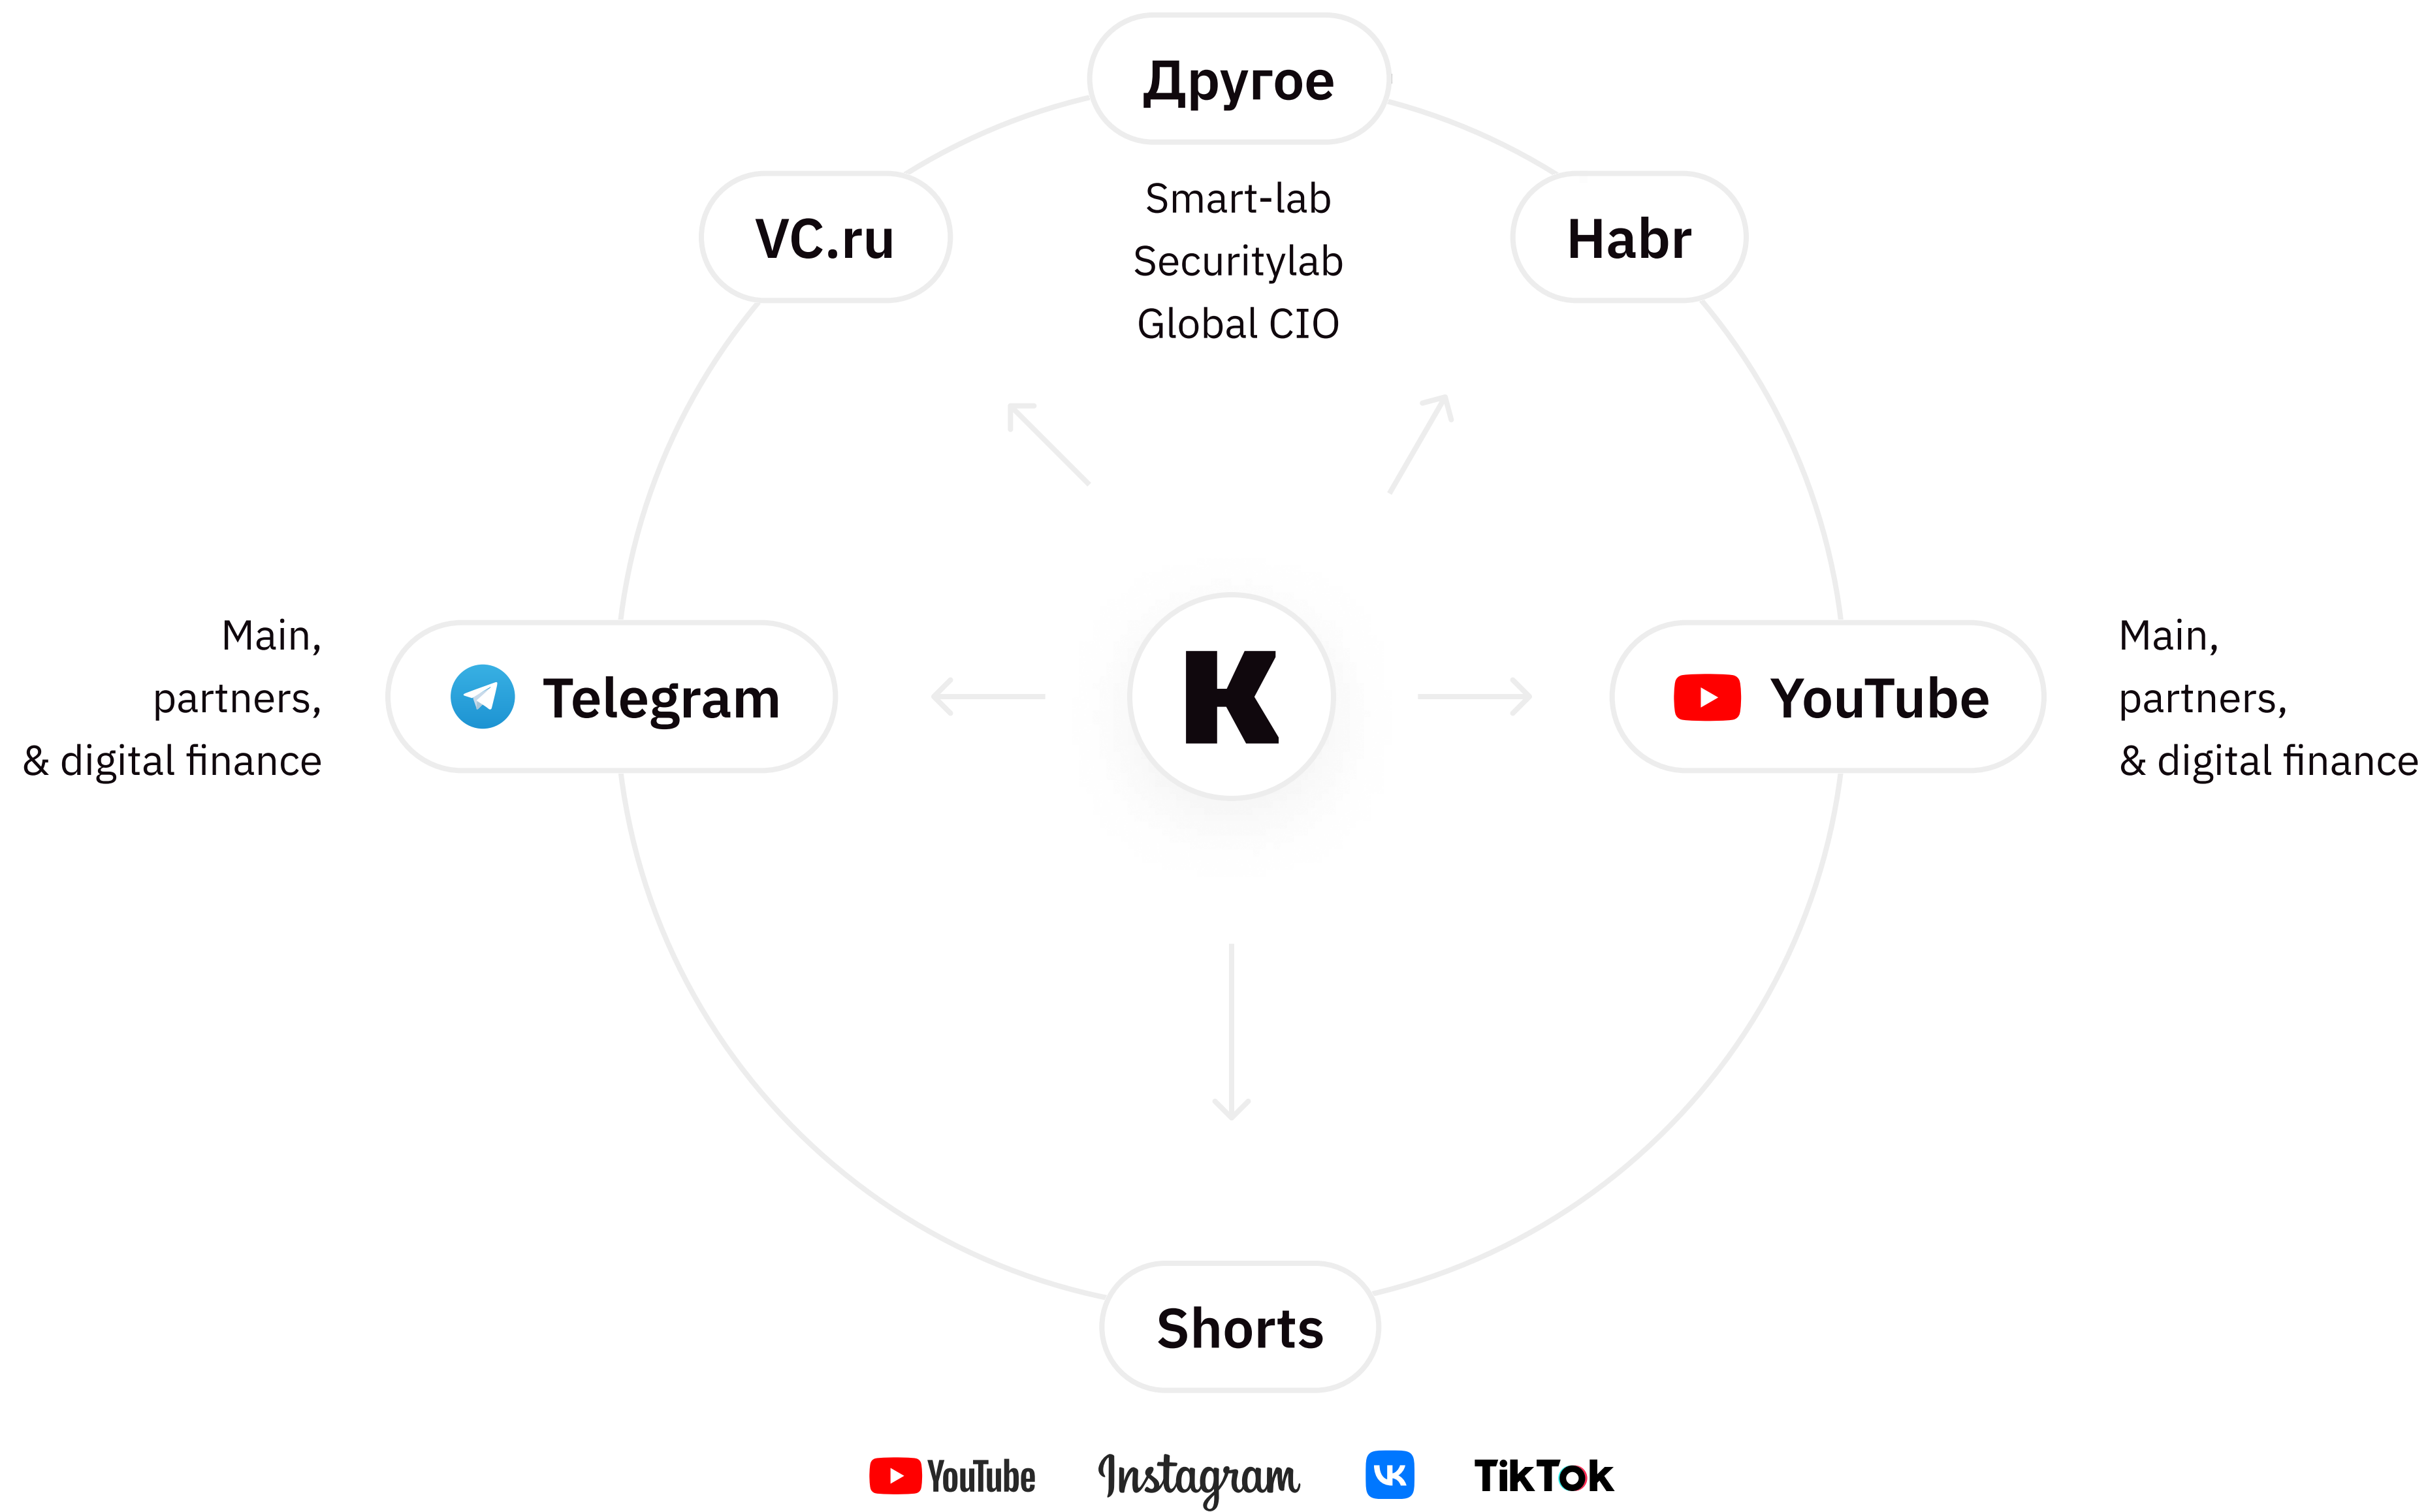 Другое
Smart-lab
Securitylab
Global CIO
VC.ru
Habr
Main,
partners,
& digital finance
Telegram
K
YouTube
Main,
partners,
& digital finance
Shorts
YouTube Instagram VK TikTok